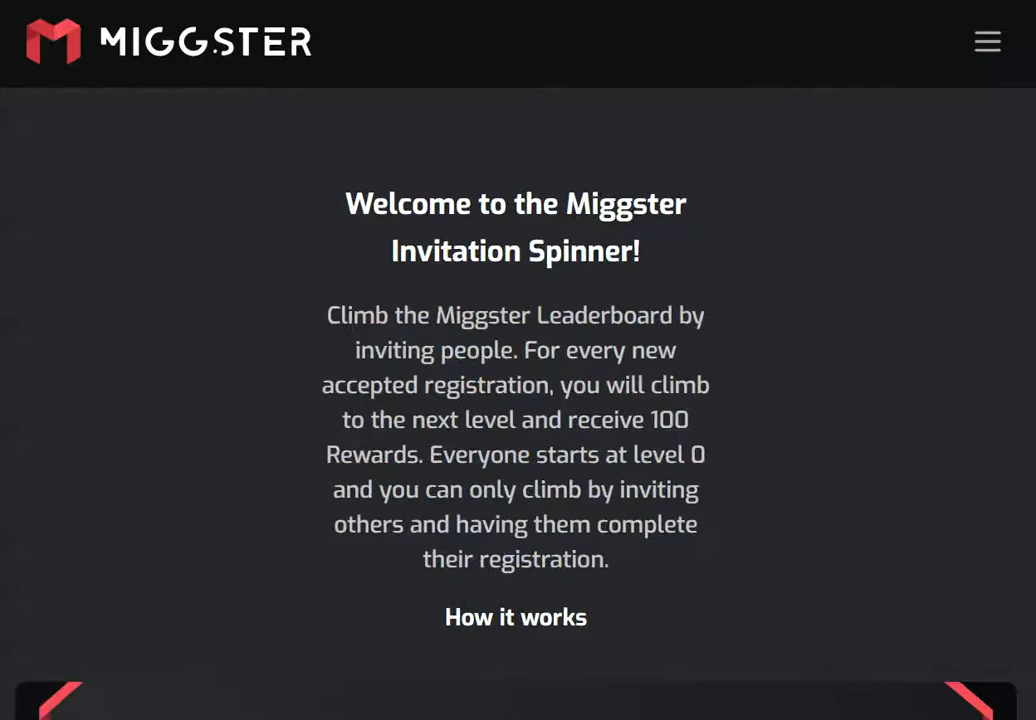 MIGGSTER
Welcome to the Miggster
Invitation Spinner!
Climb the Miggster Leaderboard by
inviting people. For every new
accepted registration, you will climb
to the next level and receive 100
Rewards. Everyone starts at level 0
and you can only climb by inviting
others and having them complete
their registration.
How it works